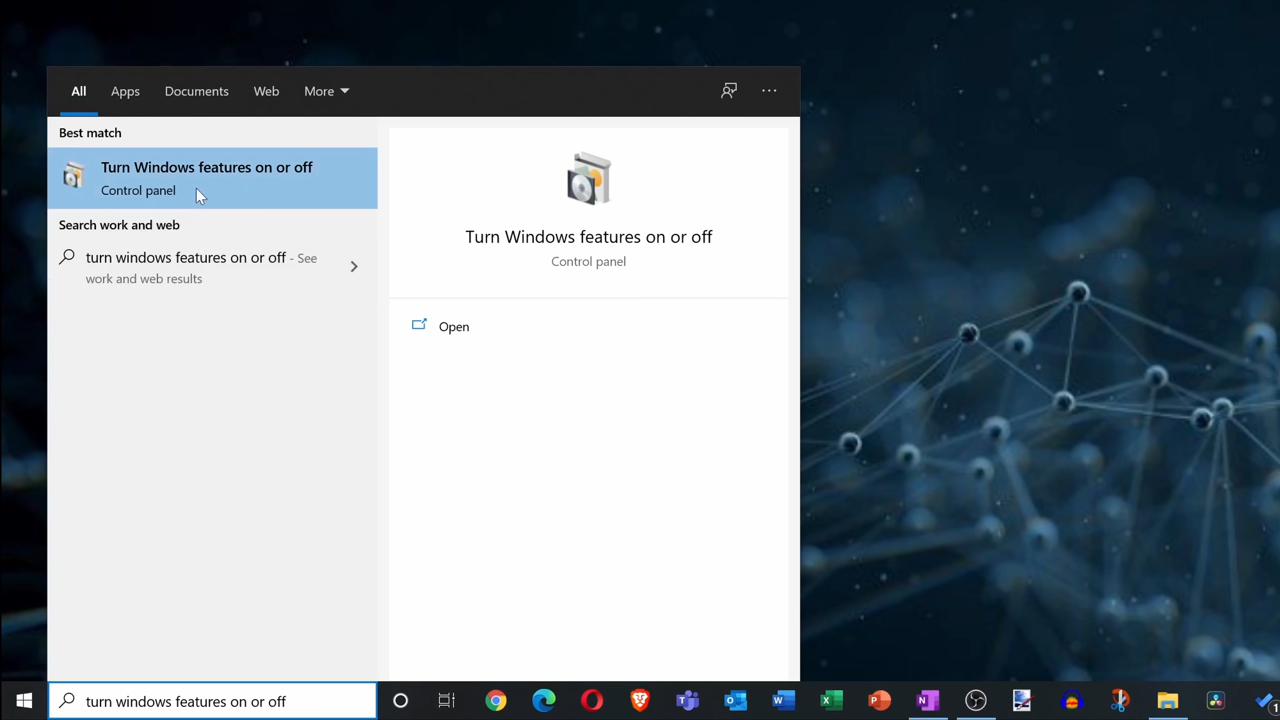 All Apps Documents Web More
Best match
Turn Windows features on or off
Control panel
Search work and web
turn windows features on or off - See
work and web results
Turn Windows features on or off
Control panel
Open
turn windows features on or off
1